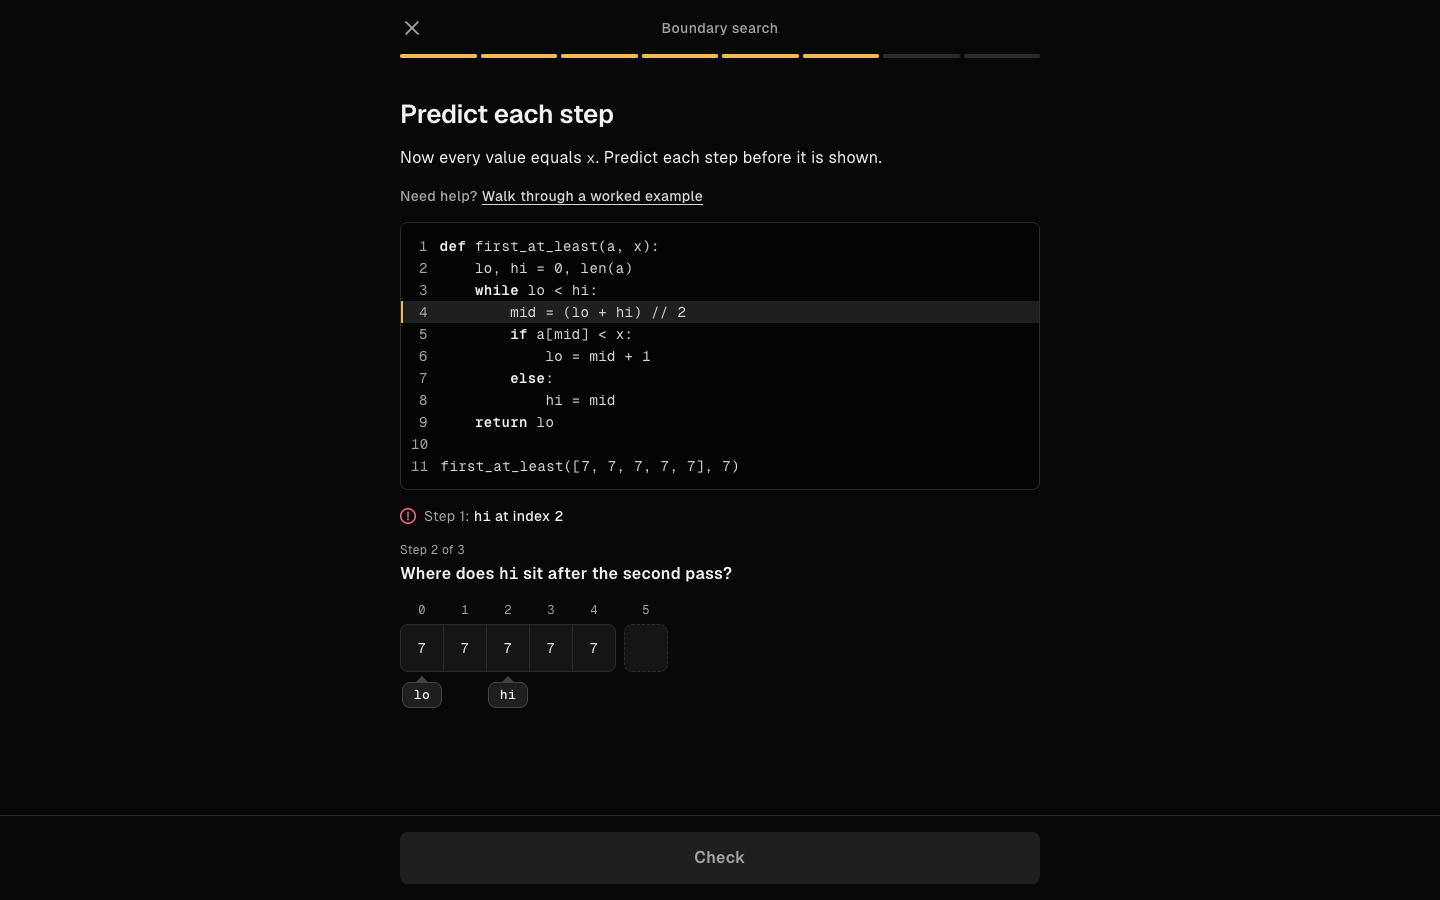 Boundary search
Predict each step
Now every value equals x. Predict each step before it is shown.
Need help? Walk through a worked example
1 def first_at_least(a, x):
2     lo, hi = 0, len(a)
3     while lo < hi:
4         mid = (lo + hi) // 2
5         if a[mid] < x:
6             lo = mid + 1
7         else:
8             hi = mid
9     return lo
10
11 first_at_least([7, 7, 7, 7, 7], 7)
Step 1: hi at index 2
Step 2 of 3
Where does hi sit after the second pass?
0 1 2 3 4 5
7 7 7 7 7
lo hi
Check